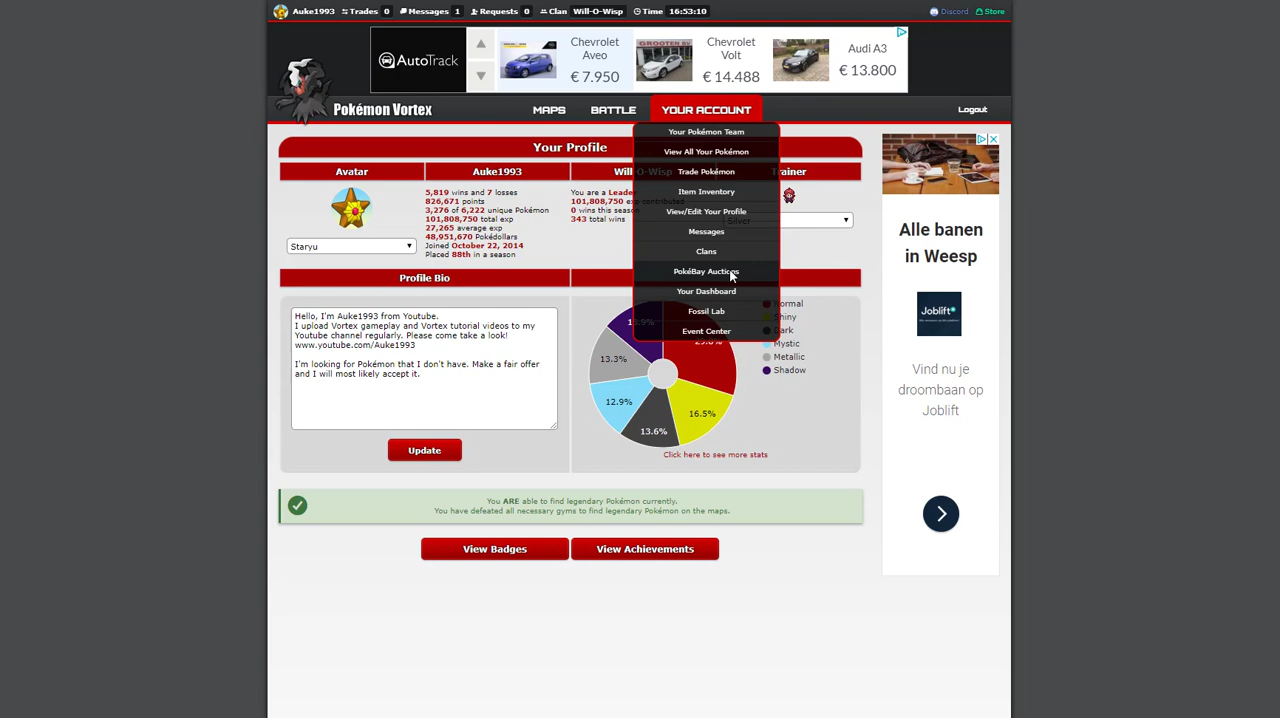 Auke1993 Trades 0 Messages 1 Requests 0 Clan Will-O-Wisp Time 16:53:10 Discord Store
AutoTrack
Chevrolet
Aveo
€ 7.950
Chevrolet
Volt
€ 14.488
Audi A3
€ 13.800
Pokémon Vortex MAPS BATTLE YOUR ACCOUNT Logout
Your Pokémon Team
View All Your Pokémon
Trade Pokémon
Item Inventory
View/Edit Your Profile
Messages
Clans
PokéBay Auctions
Your Dashboard
Fossil Lab
Event Center
Your Profile
Avatar
Staryu
Auke1993
5,819 wins and 7 losses
826,671 points
3,276 of 6,222 unique Pokémon
101,808,750 total exp
27,265 average exp
48,951,670 Pokédollars
Joined October 22, 2014
Placed 88th in a season
You are a Leade
101,808,750 exp contributed
0 wins this seaso
343 total wins
Trainer
Silver
Profile Bio
Hello, I'm Auke1993 from Youtube.
I upload Vortex gameplay and Vortex tutorial videos to my
Youtube channel regularly. Please come take a look!
www.youtube.com/Auke1993
I'm looking for Pokémon that I don't have. Make a fair offer
and I will most likely accept it.
Update
13.3%
12.9%
13.6%
16.5%
Normal
Shiny
Dark
Mystic
Metallic
Shadow
Click here to see more stats
You ARE able to find legendary Pokémon currently.
You have defeated all necessary gyms to find legendary Pokémon on the maps.
View Badges View Achievements
Alle banen
in Weesp
Joblift
Vind nu je
droombaan op
Joblift